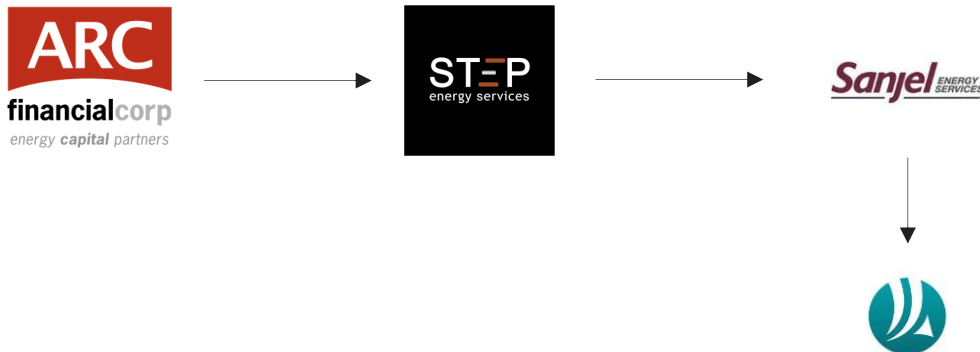 ARC
financialcorp
energy capital partners
STEP
energy services
Sanjel ENERGY
SERVICES